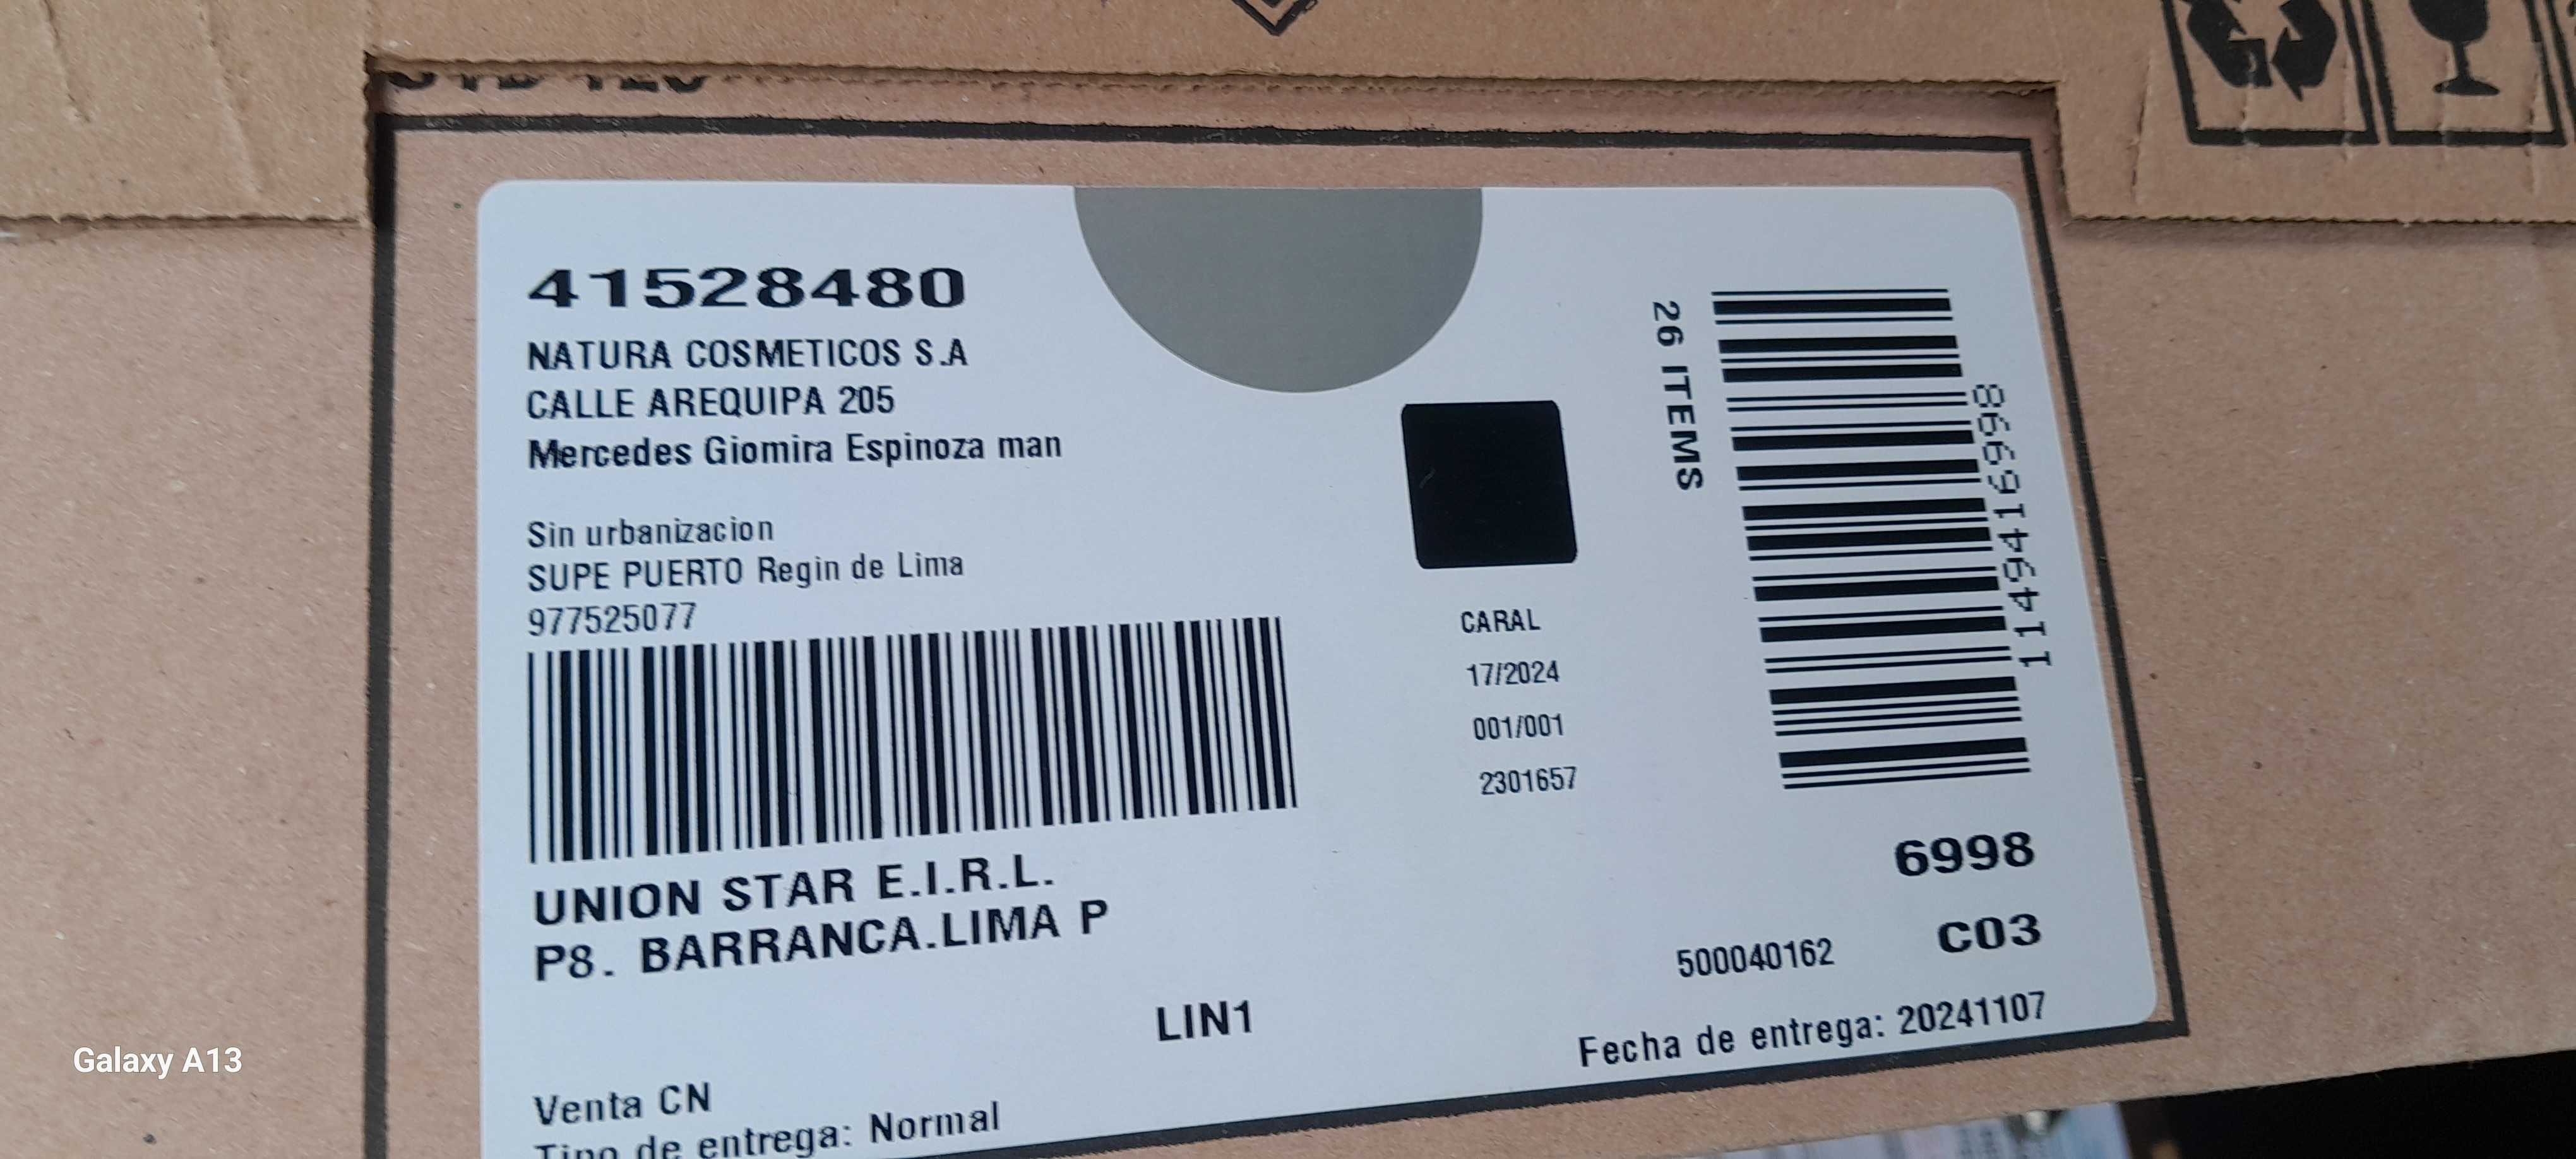 41528480
NATURA COSMETICOS S.A
CALLE AREQUIPA 205
Mercedes Giomira Espinoza man
Sin urbanizacion
SUPE PUERTO Regin de Lima
977525077
UNION STAR E.I.R.L.
P8. BARRANCA.LIMA P
LIN1
Venta CN
Tipo de entrega: Normal
CARAL
17/2024
001/001
2301657
26 ITEMS
1149416998
6998
C03
500040162
Fecha de entrega: 20241107
Galaxy A13